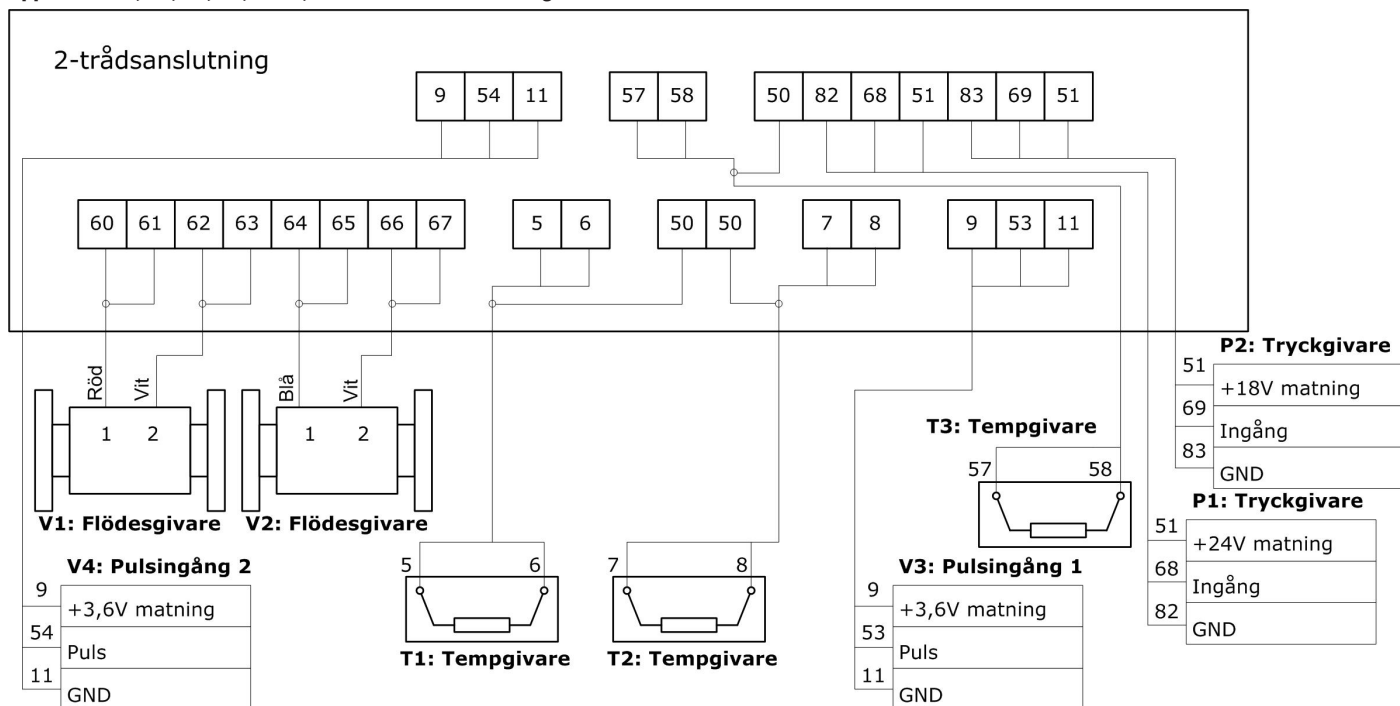 2-trådsanslutning
9 54 11 57 58 50 82 68 51 83 69 51
60 61 62 63 64 65 66 67 5 6 50 50 7 8 9 53 11
Röd Vit Blå Vit
1 2 1 2
V1: Flödesgivare V2: Flödesgivare
P2: Tryckgivare
51 +18V matning
69 Ingång
83 GND
T3: Tempgivare
57 58
P1: Tryckgivare
51 +24V matning
68 Ingång
82 GND
V4: Pulsingång 2
9 +3,6V matning
54 Puls
11 GND
5 6
T1: Tempgivare
7 8
T2: Tempgivare
V3: Pulsingång 1
9 +3,6V matning
53 Puls
11 GND